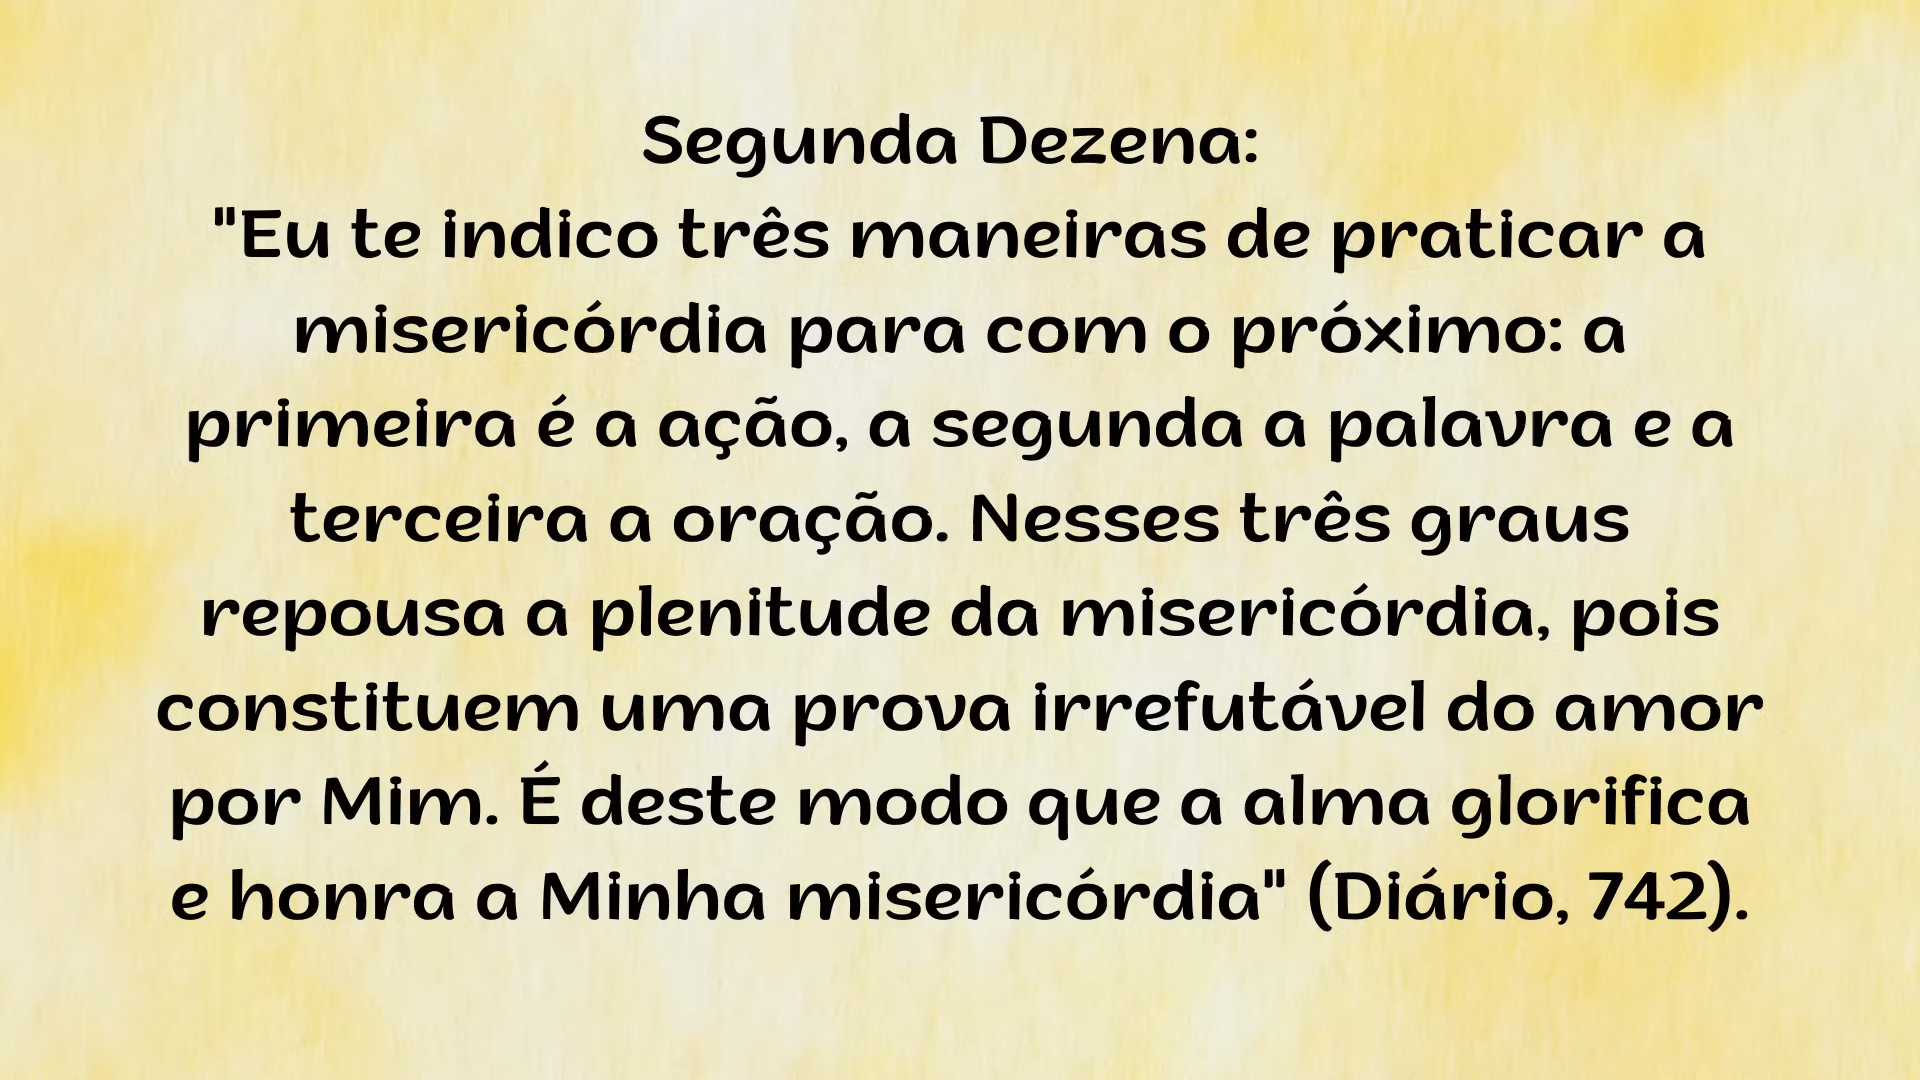 Segunda Dezena:
"Eu te indico três maneiras de praticar a
misericórdia para com o próximo: a
primeira é a ação, a segunda a palavra e a
terceira a oração. Nesses três graus
repousa a plenitude da misericórdia, pois
constituem uma prova irrefutável do amor
por Mim. É deste modo que a alma glorifica
e honra a Minha misericórdia" (Diário, 742).